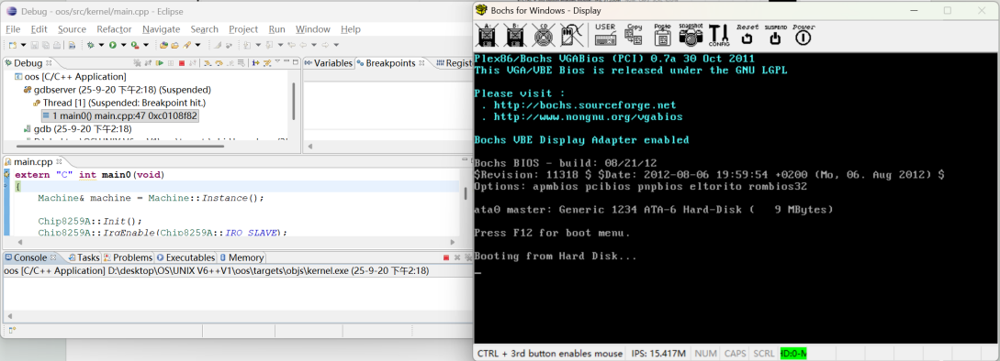 oos/src/kernel/main.cpp - Eclipse
File Edit Source Refactor Navigate Search Project Run Window Help
Debug
oos [C/C++ Application]
gdbserver (25-9-20 下午2:18) (Suspended)
Thread [1] (Suspended: Breakpoint hit.)
1 main0() main.cpp:47 0xc0108f82
gdb (25-9-20 下午2:18)
Variables Breakpoints Regist
main.cpp
extern "C" int main0(void)
{
Machine& machine = Machine::Instance();
Chip8259A::Init();
Chip8259A::IrqEnable(Chip8259A::IRQ_SLAVE);
Console Tasks Problems Executables Memory
oos [C/C++ Application] D:\desktop\OS\UNIX V6++V1\oos\targets\objs\kernel.exe (25-9-20 下午2:18)
Bochs for Windows - Display
A: B: CD USER Copy Paste snapshot CONFIG Reset SUSPEND Power
Plex86/Bochs VGABios (PCI) 0.7a 30 Oct 2011
This VGA/VBE Bios is released under the GNU LGPL
Please visit :
. http://bochs.sourceforge.net
. http://www.nongnu.org/vgabios
Bochs VBE Display Adapter enabled
Bochs BIOS - build: 08/21/12
$Revision: 11318 $ $Date: 2012-08-06 19:59:54 +0200 (Mo, 06. Aug 2012) $
Options: apmbios pcibios pnpbios eltorito rombios32
ata0 master: Generic 1234 ATA-6 Hard-Disk (   9 MBytes)
Press F12 for boot menu.
Booting from Hard Disk...
CTRL + 3rd button enables mouse IPS: 15.417M NUM CAPS SCRL HD:0-M